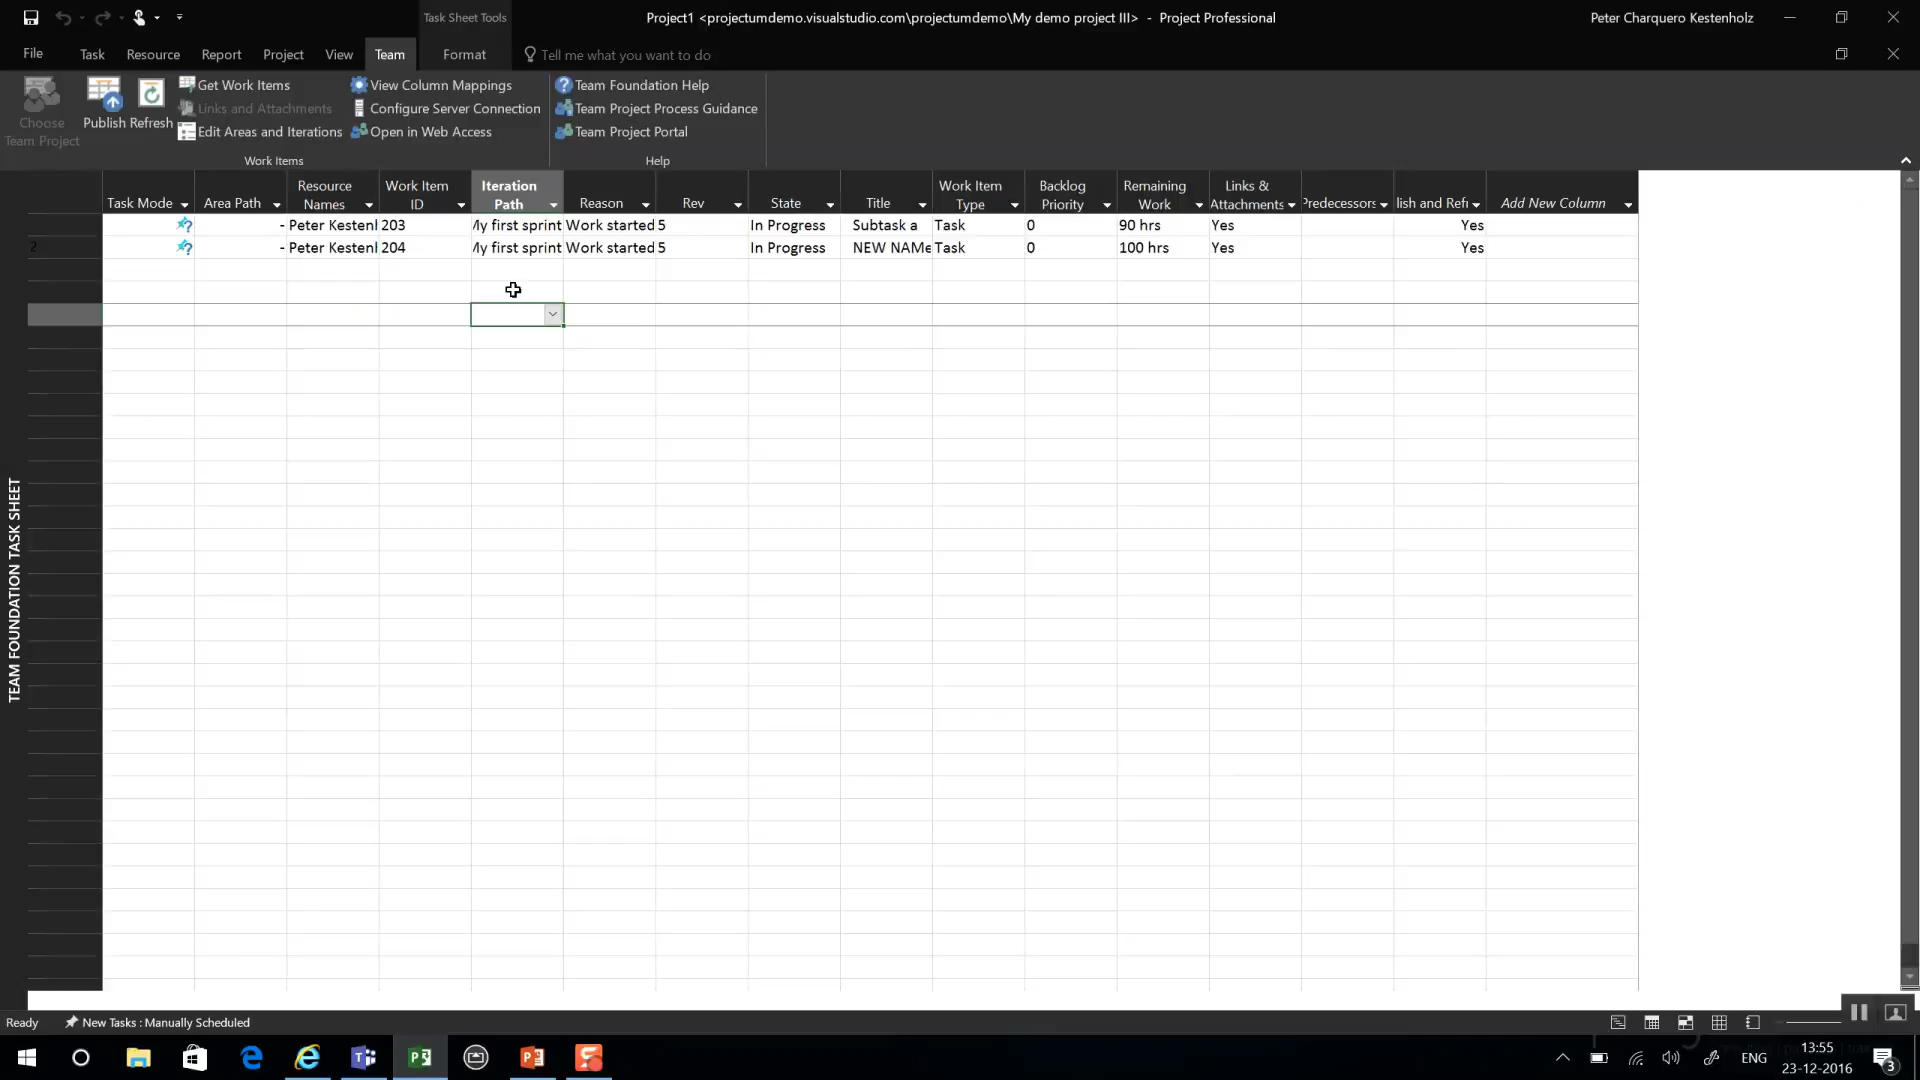 Task Sheet Tools
Project1 <projectumdemo.visualstudio.com\projectumdemo\My demo project III> - Project Professional
Peter Charquero Kestenholz
File Task Resource Report Project View Team Format Tell me what you want to do
Choose Team Project
Publish Refresh
Get Work Items
Links and Attachments
Edit Areas and Iterations
View Column Mappings
Configure Server Connection
Open in Web Access
Work Items
Team Foundation Help
Team Project Process Guidance
Team Project Portal
Help
Task Mode Area Path Resource Names Work Item ID Iteration Path Reason Rev State Title Work Item Type Backlog Priority Remaining Work Links & Attachments Predecessors lish and Refr Add New Column
- Peter Kestenl 203 My first sprint Work started 5 In Progress Subtask a Task 0 90 hrs Yes Yes
2 - Peter Kestenl 204 My first sprint Work started 5 In Progress NEW NAMe Task 0 100 hrs Yes Yes
TEAM FOUNDATION TASK SHEET
Ready New Tasks : Manually Scheduled
ENG
13:55
23-12-2016
3